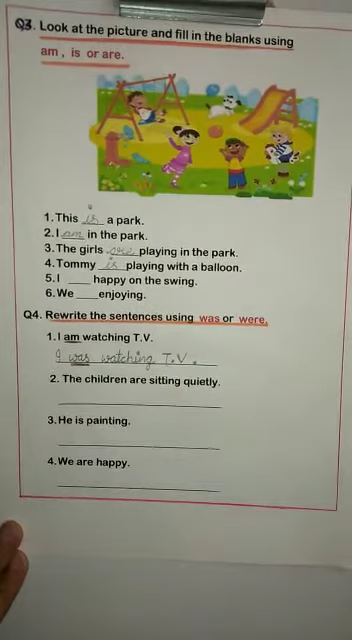 Q3. Look at the picture and fill in the blanks using
am, is or are.
1. This is a park.
2. I am in the park.
3. The girls are playing in the park.
4. Tommy is playing with a balloon.
5. I ____ happy on the swing.
6. We ____ enjoying.
Q4. Rewrite the sentences using was or were.
1. I am watching T.V.
I was watching T.V.
2. The children are sitting quietly.
3. He is painting.
4. We are happy.